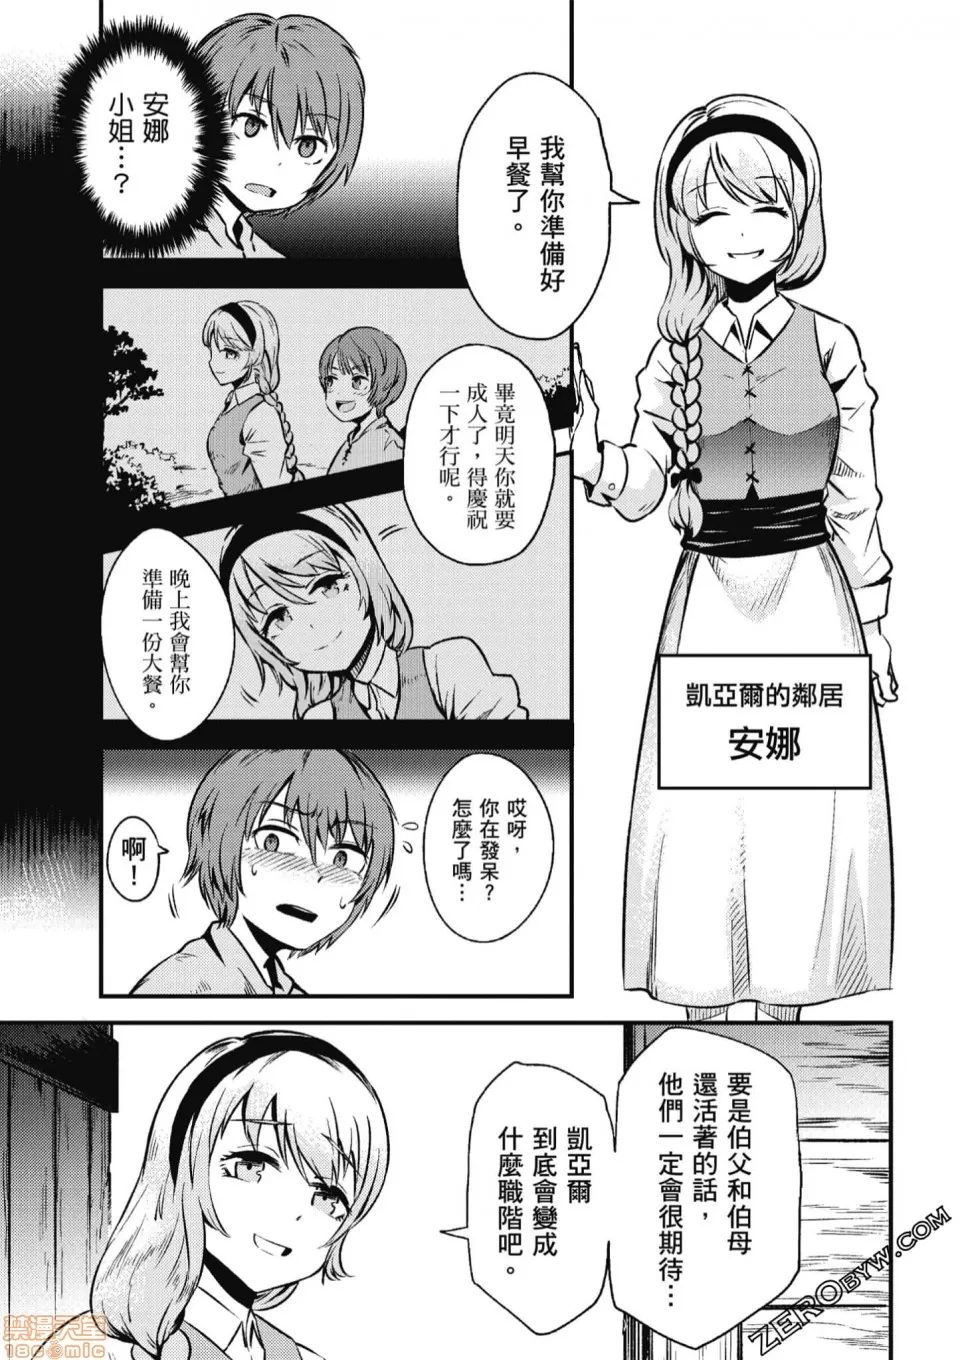 我幫你準備好
早餐了。
凱亞爾的鄰居
安娜
安娜
小姐…?
畢竟明天你就要
成人了，得慶祝
一下才行呢。
晚上我會幫你
準備一份大餐。
哎呀，
你在發呆？
怎麼了嗎…
啊！
要是伯父和伯母
還活著的話，
他們一定會很期待…
凱亞爾
到底會變成
什麼職階吧。
ZEROBYW.COM
禁漫天堂
18comic